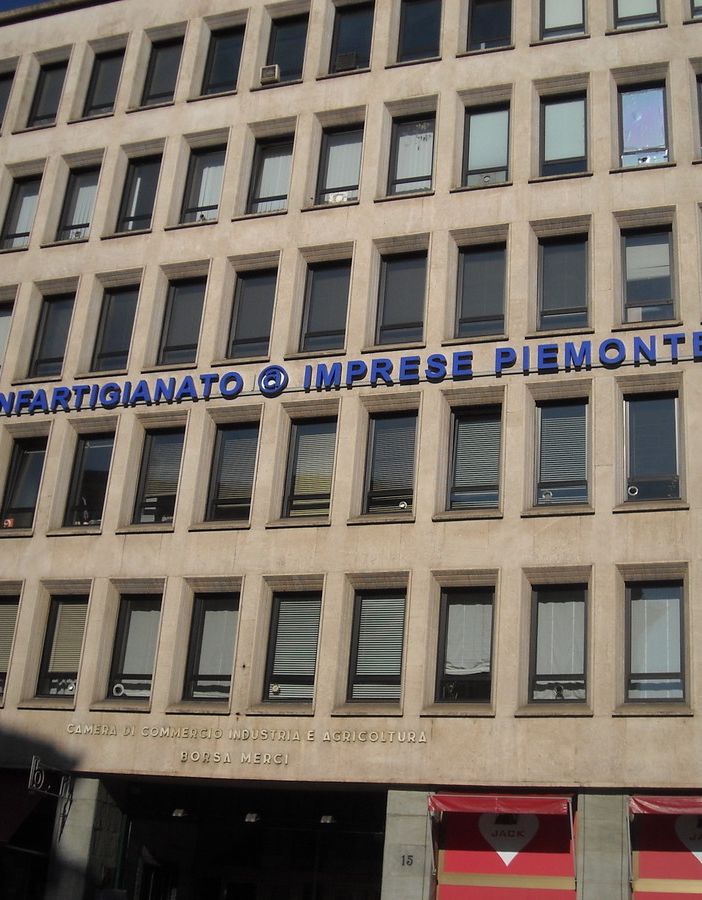 NFARTIGIANATO @ IMPRESE PIEMONTE
CAMERA DI COMMERCIO INDUSTRIA E AGRICOLTURA
BORSA MERCI
15
JACK